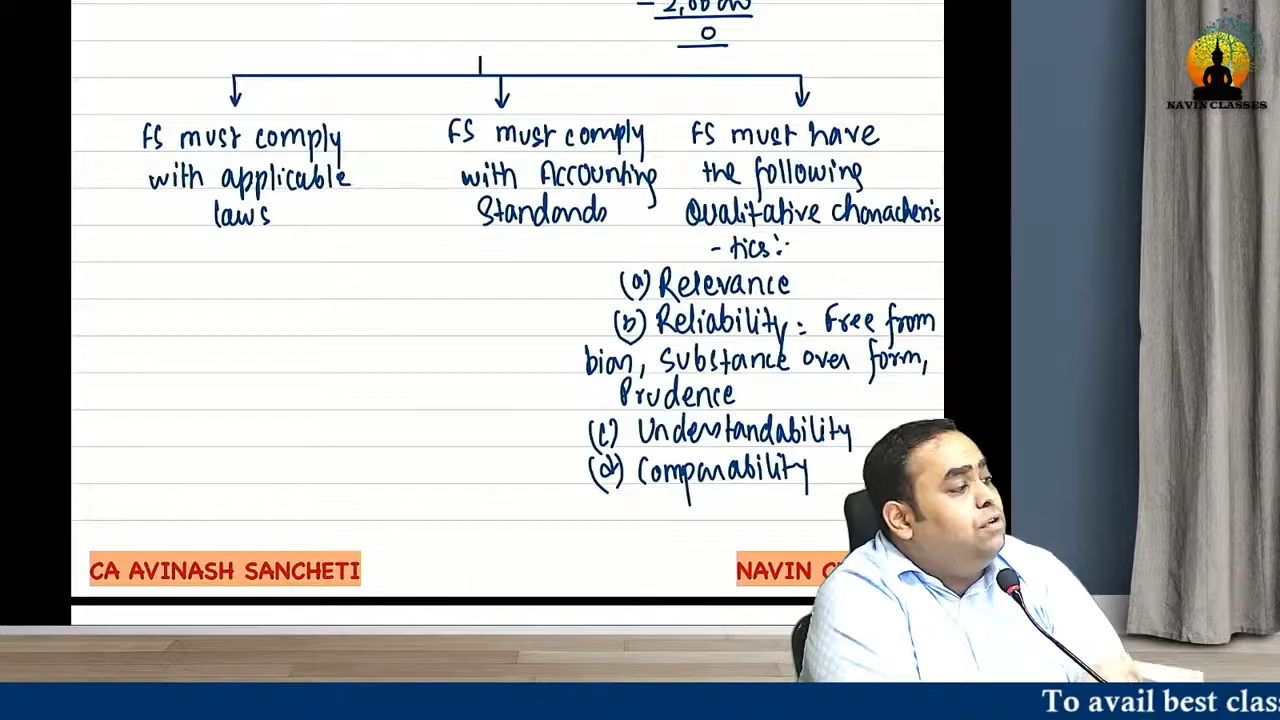 0
NAVIN CLASSES
FS must comply
with applicable
laws
FS must comply
with Accounting
Standards
FS must have
the following
Qualitative characteris
-tics:-
(a) Relevance
(b) Reliability = Free from
bias, Substance over form,
Prudence
(c) Understandability
(d) Comparability
CA AVINASH SANCHETI
NAVIN
To avail best clas